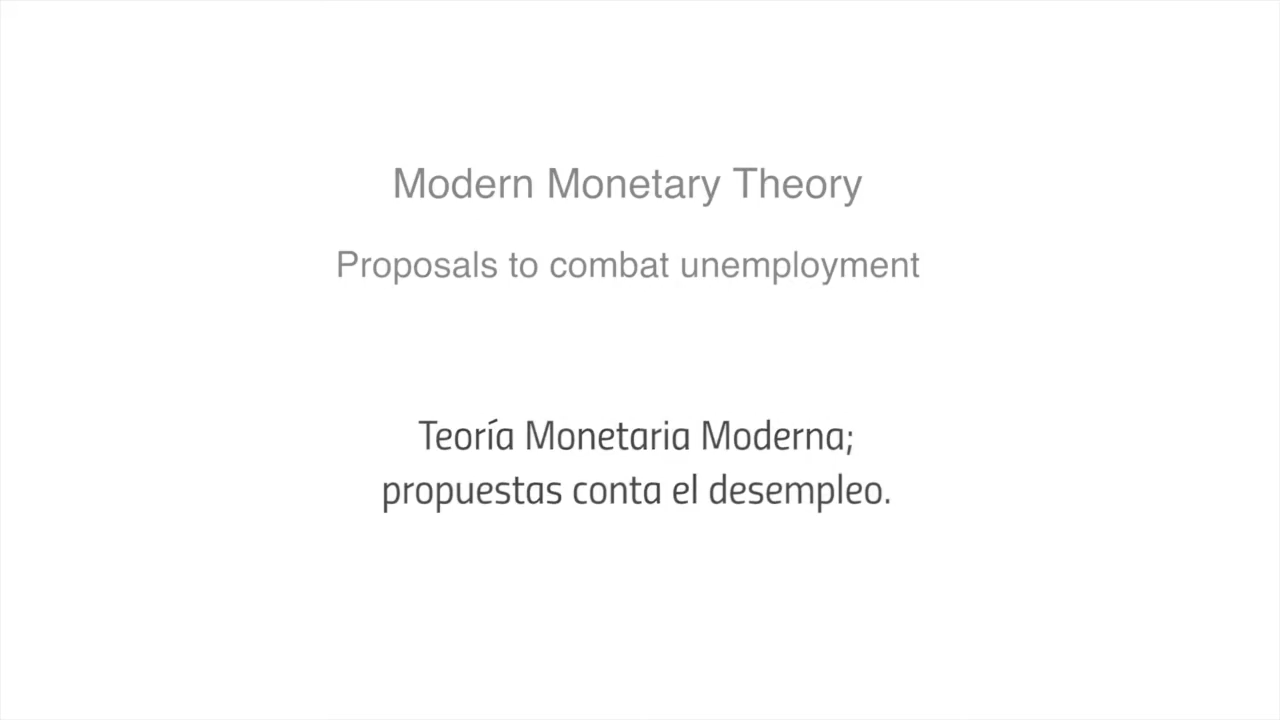 Modern Monetary Theory
Proposals to combat unemployment
Teoría Monetaria Moderna;
propuestas conta el desempleo.